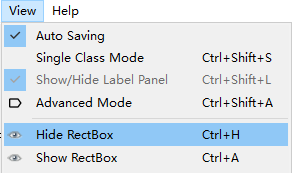 View Help
Auto Saving
Single Class Mode Ctrl+Shift+S
Show/Hide Label Panel Ctrl+Shift+L
Advanced Mode Ctrl+Shift+A
Hide RectBox Ctrl+H
Show RectBox Ctrl+A